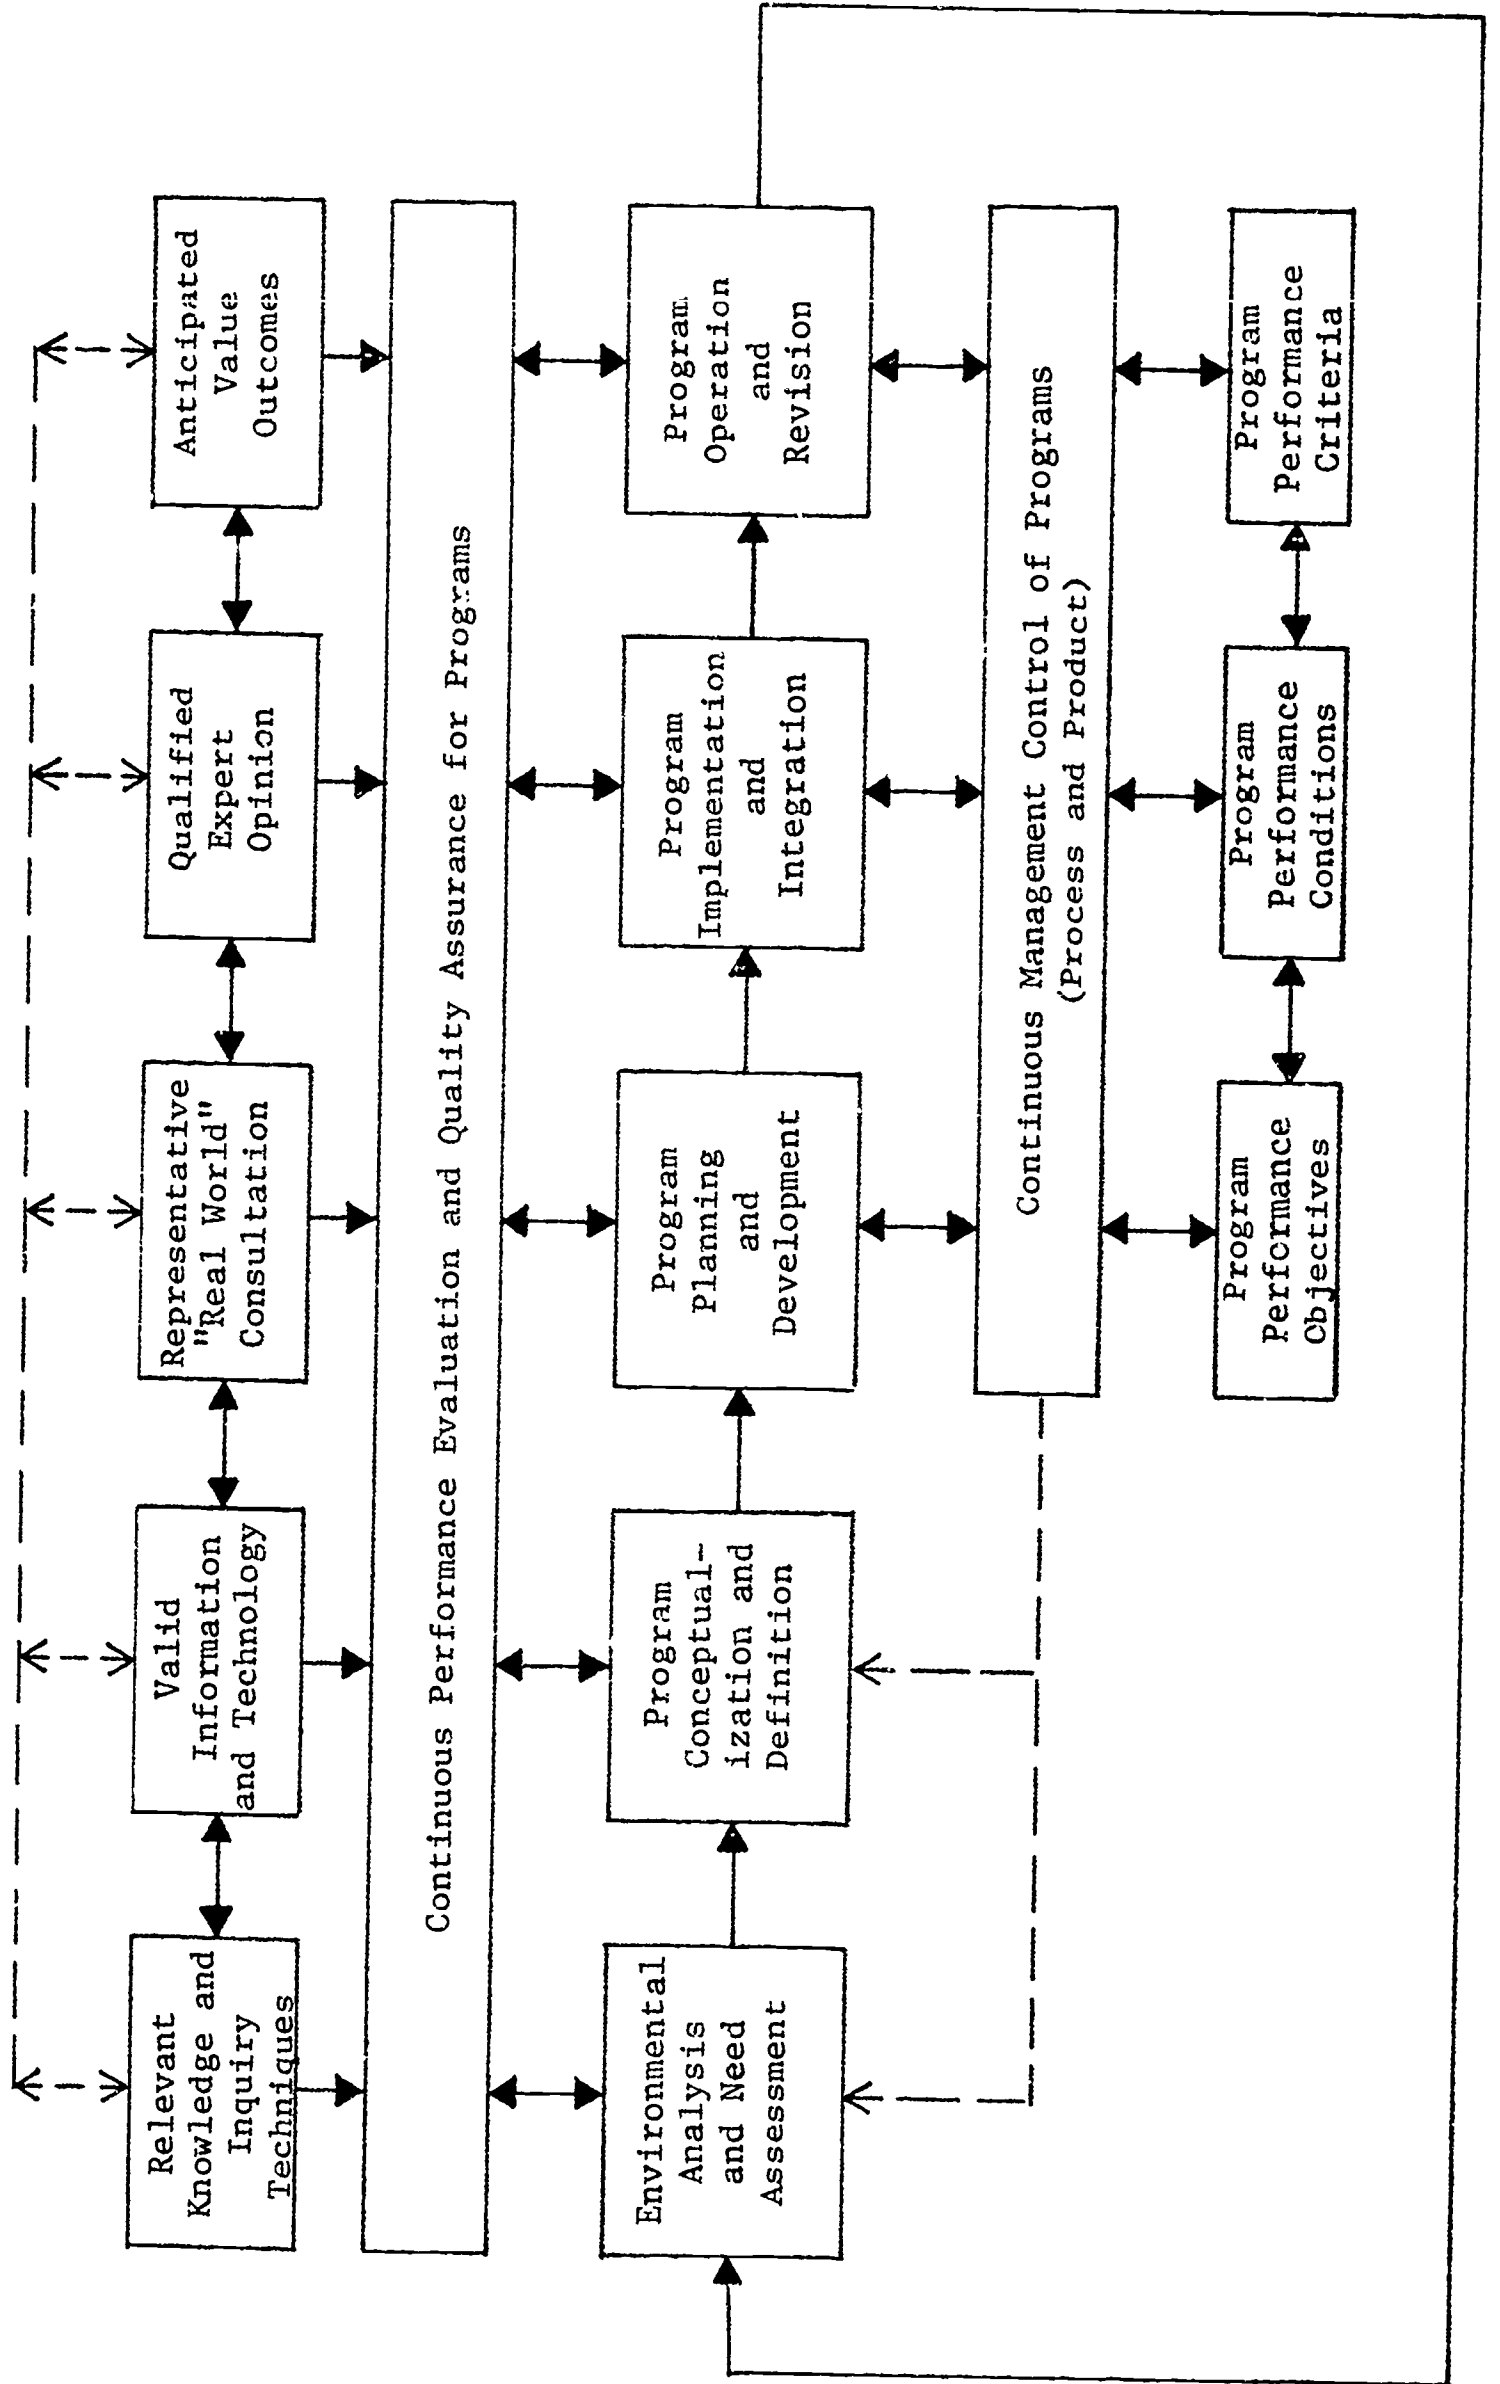 Relevant
Knowledge and
Inquiry
Techniques
Valid
Information
and Technology
Representative
"Real World"
Consultation
Qualified
Expert
Opinion
Anticipated
Value
Outcomes
Continuous Performance Evaluation and Quality Assurance for Programs
Environmental
Analysis
and Need
Assessment
Program
Conceptual-
ization and
Definition
Program
Planning
and
Development
Program
Implementation
and
Integration
Program
Operation
and
Revision
Continuous Management Control of Programs
(Process and Product)
Program
Performance
Objectives
Program
Performance
Conditions
Program
Performance
Criteria